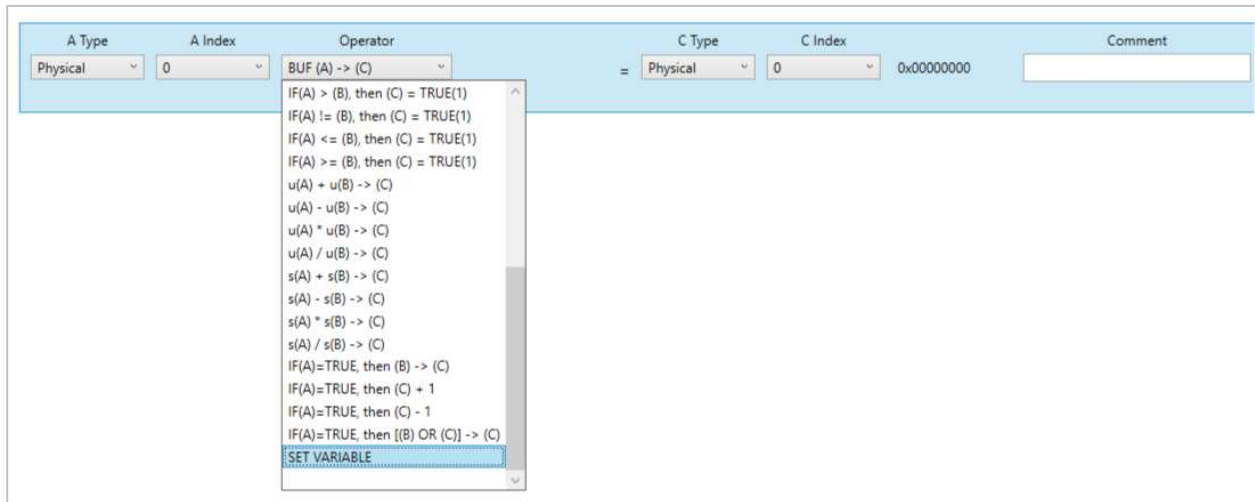 A Type A Index Operator C Type C Index Comment
Physical 0 BUF (A) -> (C) = Physical 0 0x00000000
IF(A) > (B), then (C) = TRUE(1)
IF(A) != (B), then (C) = TRUE(1)
IF(A) <= (B), then (C) = TRUE(1)
IF(A) >= (B), then (C) = TRUE(1)
u(A) + u(B) -> (C)
u(A) - u(B) -> (C)
u(A) * u(B) -> (C)
u(A) / u(B) -> (C)
s(A) + s(B) -> (C)
s(A) - s(B) -> (C)
s(A) * s(B) -> (C)
s(A) / s(B) -> (C)
IF(A)=TRUE, then (B) -> (C)
IF(A)=TRUE, then (C) + 1
IF(A)=TRUE, then (C) - 1
IF(A)=TRUE, then [(B) OR (C)] -> (C)
SET VARIABLE